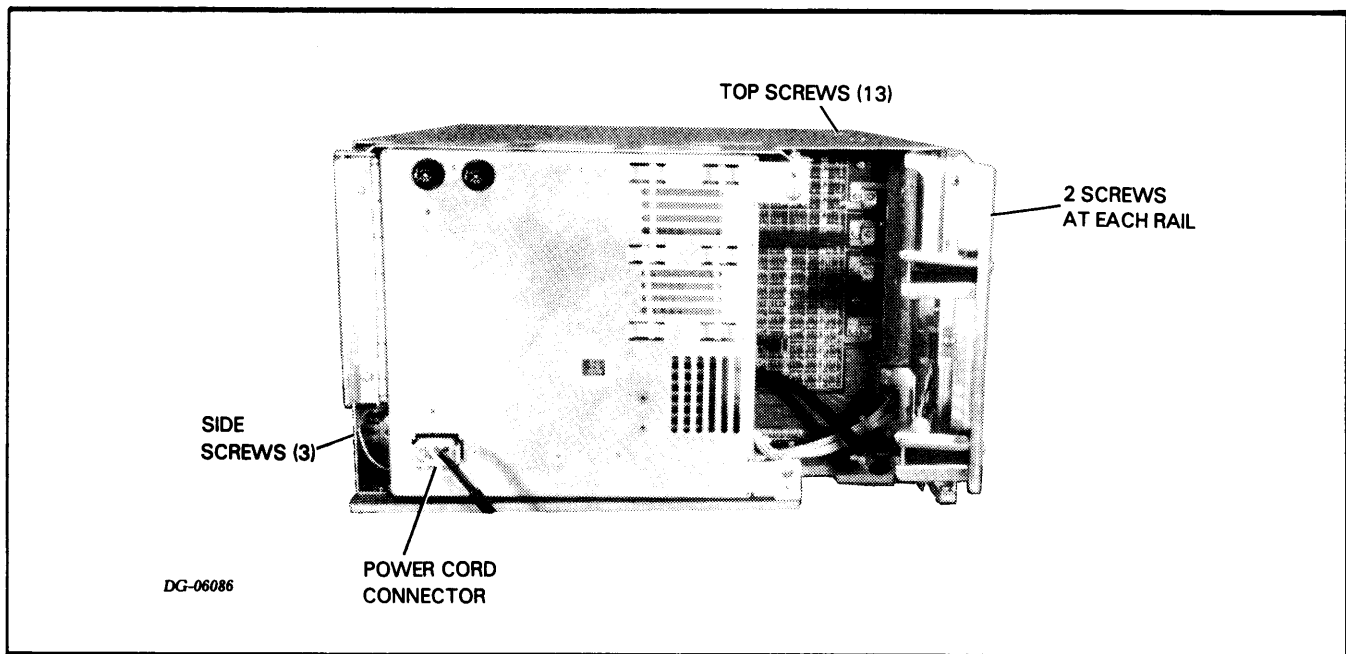 TOP SCREWS (13)
2 SCREWS
AT EACH RAIL
SIDE
SCREWS (3)
POWER CORD
CONNECTOR
DG-06086